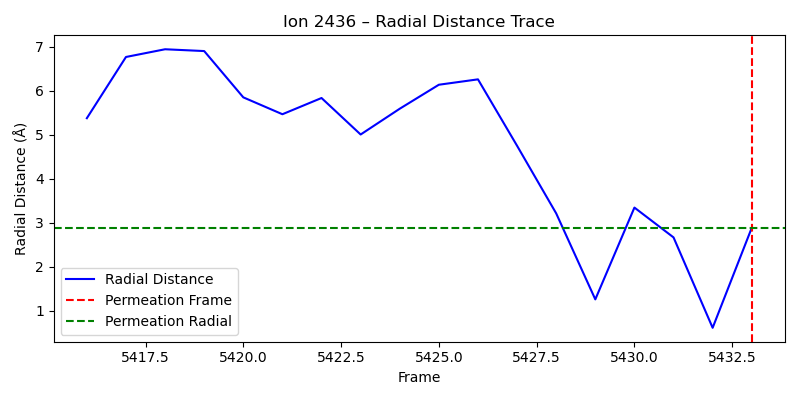 Ion 2436 – Radial Distance Trace
Radial Distance (Å)
7
6
5
4
3
2
1
Radial Distance
Permeation Frame
Permeation Radial
5417.5 5420.0 5422.5 5425.0 5427.5 5430.0 5432.5
Frame